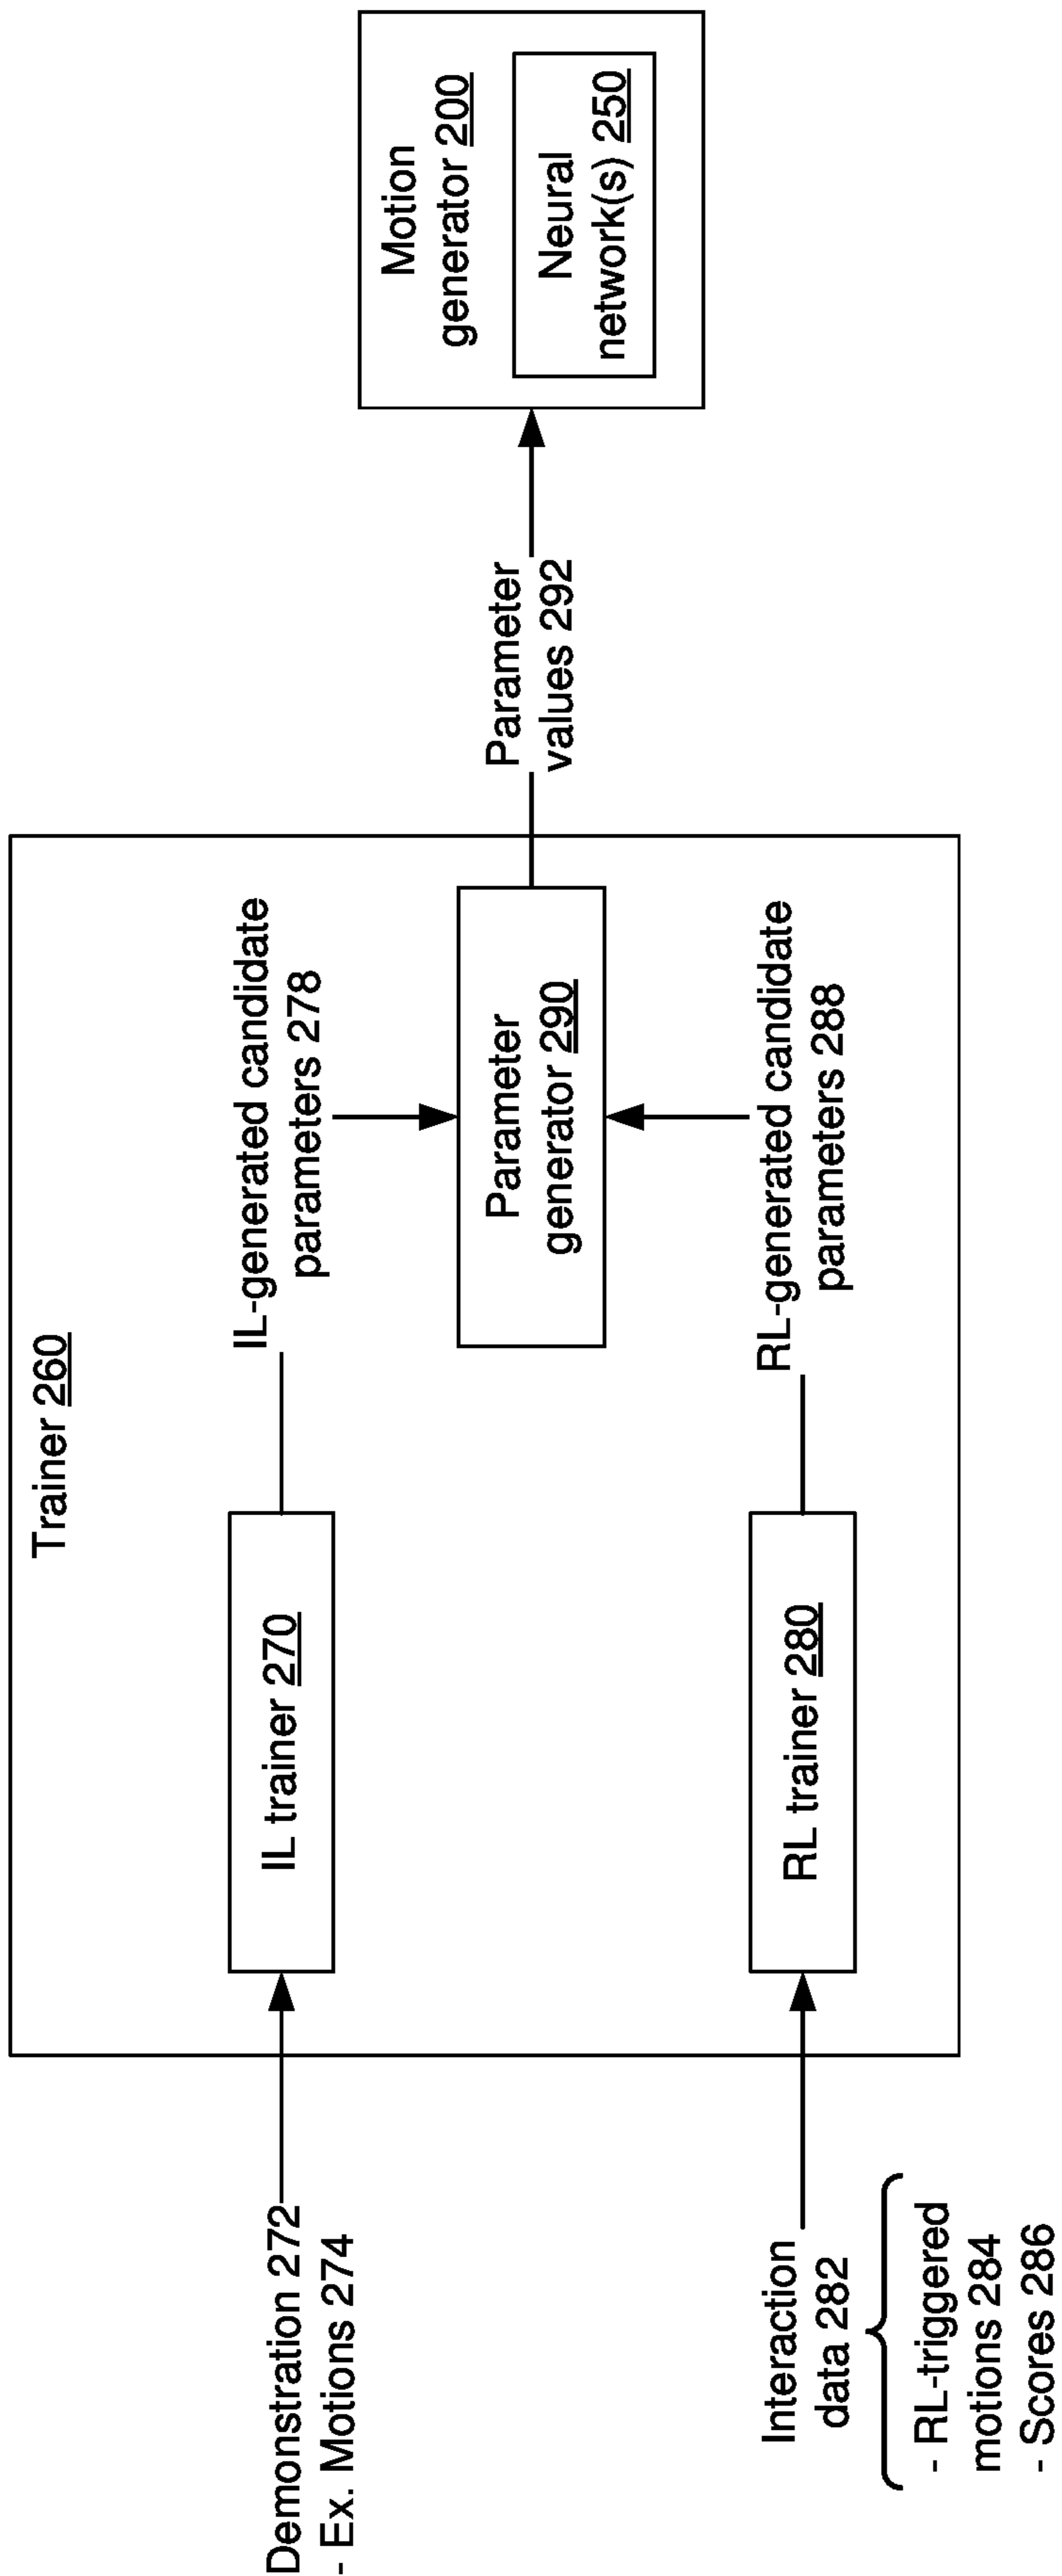 Trainer 260
Demonstration 272
- Ex. Motions 274
IL trainer 270
IL-generated candidate
parameters 278
Interaction
data 282
- RL-triggered
motions 284
- Scores 286
RL trainer 280
RL-generated candidate
parameters 288
Parameter
generator 290
Parameter
values 292
Motion
generator 200
Neural
network(s) 250